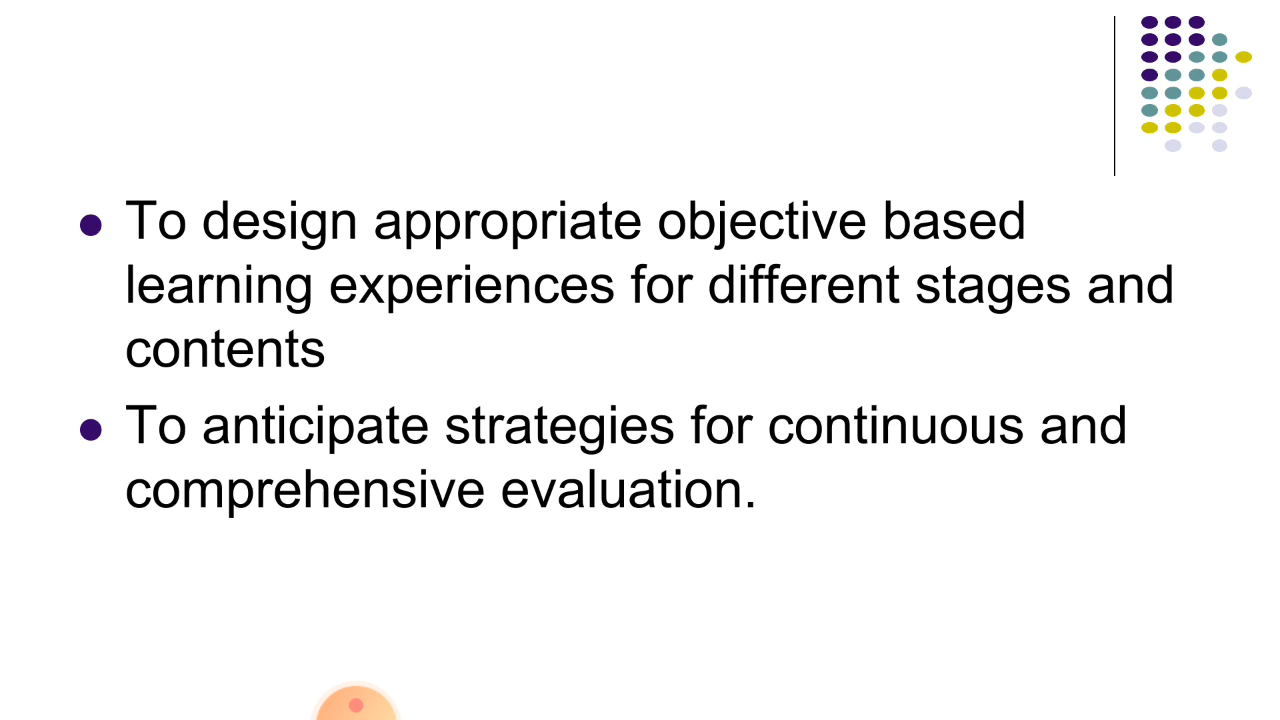 To design appropriate objective based
learning experiences for different stages and
contents
To anticipate strategies for continuous and
comprehensive evaluation.